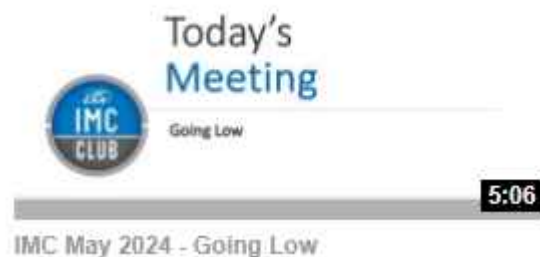 Today's
Meeting
the
IMC
CLUB
Going Low
5:06
IMC May 2024 - Going Low